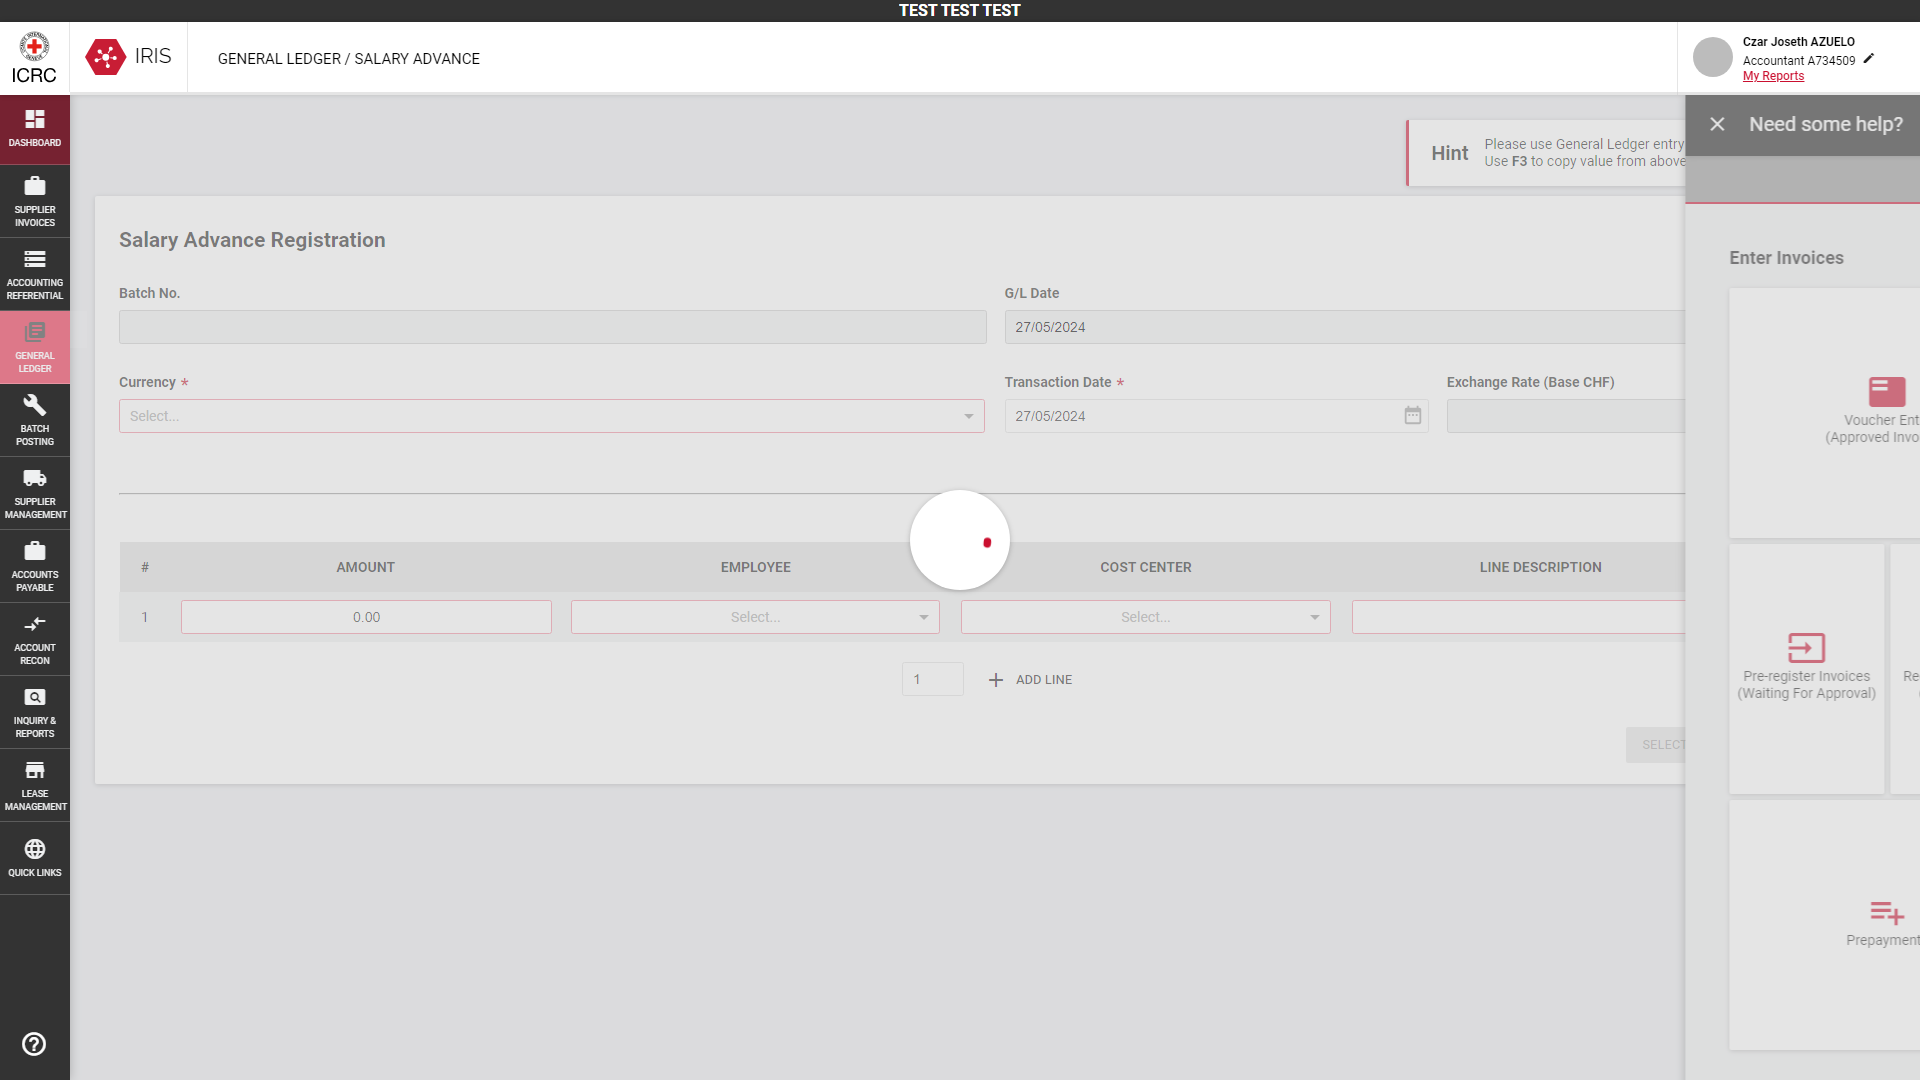 TEST TEST TEST
ICRC
IRIS
GENERAL LEDGER / SALARY ADVANCE
Czar Joseth AZUELO
Accountant A734509
My Reports
DASHBOARD
SUPPLIER
INVOICES
ACCOUNTING
REFERENTIAL
GENERAL
LEDGER
BATCH
POSTING
SUPPLIER
MANAGEMENT
ACCOUNTS
PAYABLE
ACCOUNT
RECON
INQUIRY &
REPORTS
LEASE
MANAGEMENT
QUICK LINKS
Hint
Please use General Ledger entry
Use F3 to copy value from above
Salary Advance Registration
Batch No.
G/L Date
27/05/2024
Currency *
Transaction Date *
Exchange Rate (Base CHF)
Select...
27/05/2024
# AMOUNT EMPLOYEE COST CENTER LINE DESCRIPTION
1 0.00 Select... Select...
1 ADD LINE
SELECT
Need some help?
Enter Invoices
Voucher Ent
(Approved Invo
Pre-register Invoices
(Waiting For Approval)
Re
Prepayment